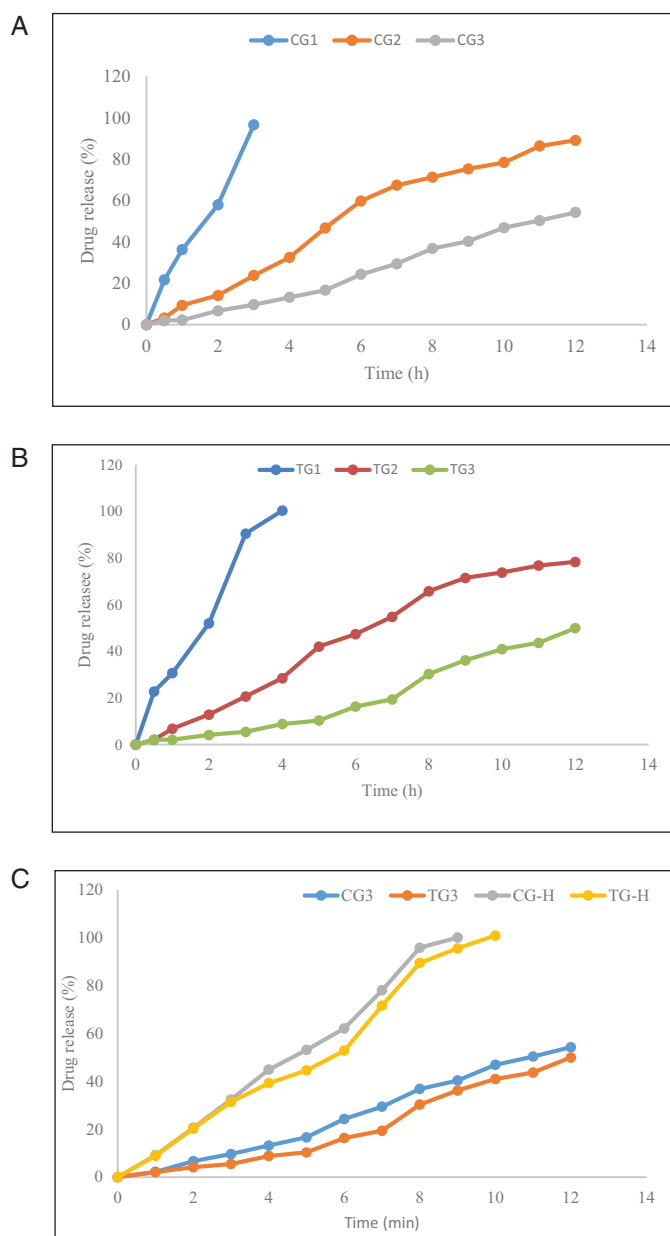 A
CG1 CG2 CG3
120
100
80
60
40
20
0
Drug release (%)
0 2 4 6 8 10 12 14
Time (h)
B
TG1 TG2 TG3
120
100
80
60
40
20
0
Drug releasee (%)
0 2 4 6 8 10 12 14
Time (h)
C
CG3 TG3 CG-H TG-H
120
100
80
60
40
20
0
Drug release (%)
0 2 4 6 8 10 12 14
Time (min)